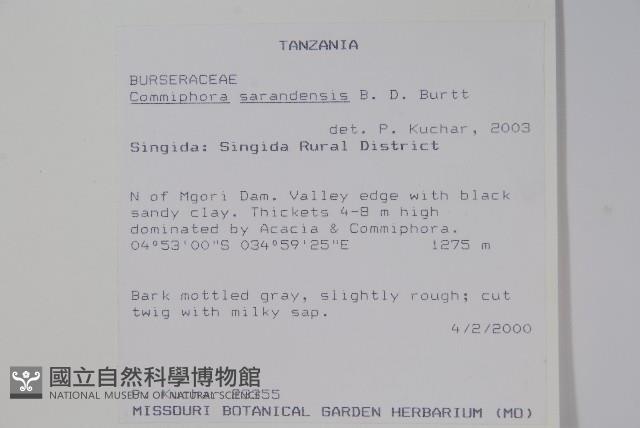 TANZANIA
BURSERACEAE
Commiphora sarandensis B. D. Burtt
det. P. Kuchar, 2003
Singida: Singida Rural District
N of Mgori Dam. Valley edge with black
sandy clay. Thickets 4-8 m high
dominated by Acacia & Commiphora.
04°53'00"S 034°59'25"E 1275 m
Bark mottled gray, slightly rough; cut
twig with milky sap.
4/2/2000
國立自然科學博物館
NATIONAL MUSEUM OF NATURAL SCIENCE
P. Kuchar
MISSOURI BOTANICAL GARDEN HERBARIUM (MO)